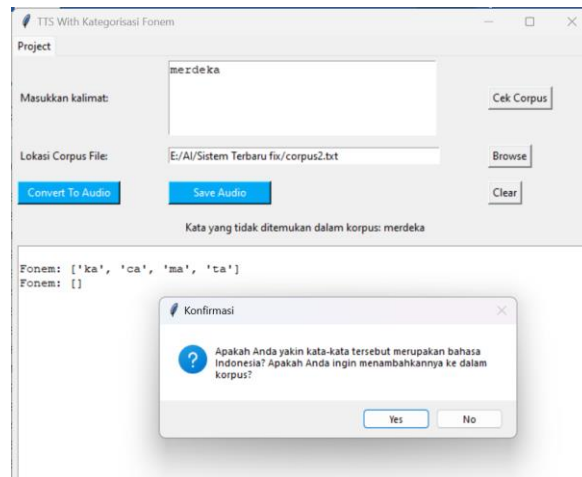 TTS With Kategorisasi Fonem
Project
Masukkan kalimat:
merdeka
Cek Corpus
Lokasi Corpus File:
E:/AI/Sistem Terbaru fix/corpus2.txt
Browse
Convert To Audio
Save Audio
Clear
Kata yang tidak ditemukan dalam korpus: merdeka
Fonem: ['ka', 'ca', 'ma', 'ta']
Fonem: []
Konfirmasi
Apakah Anda yakin kata-kata tersebut merupakan bahasa
Indonesia? Apakah Anda ingin menambahkannya ke dalam
korpus?
Yes
No